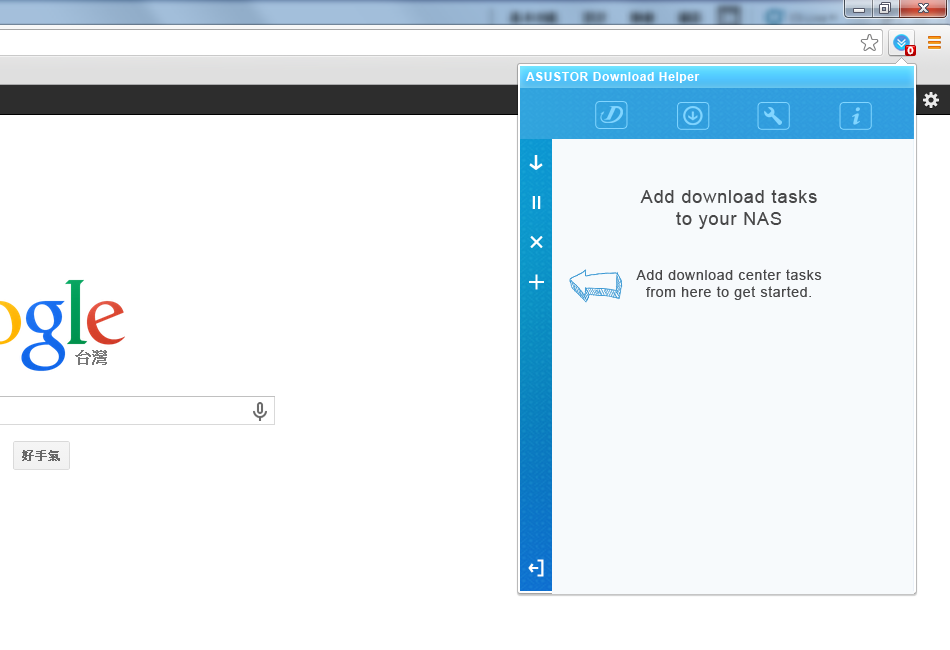 0
ASUSTOR Download Helper
Add download tasks
to your NAS
Add download center tasks
from here to get started.
ogle
台灣
好手氣